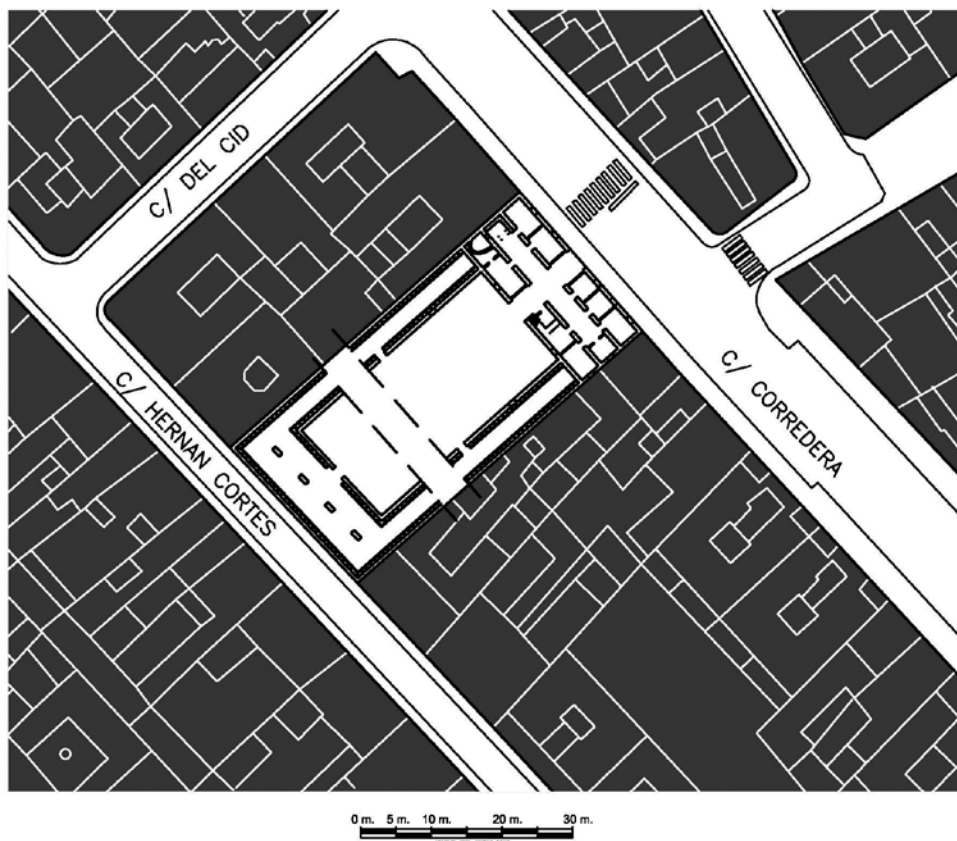 C/ DEL CID
C/ HERNAN CORTES
C/ CORREDERA
0 m. 5 m. 10 m. 20 m. 30 m.